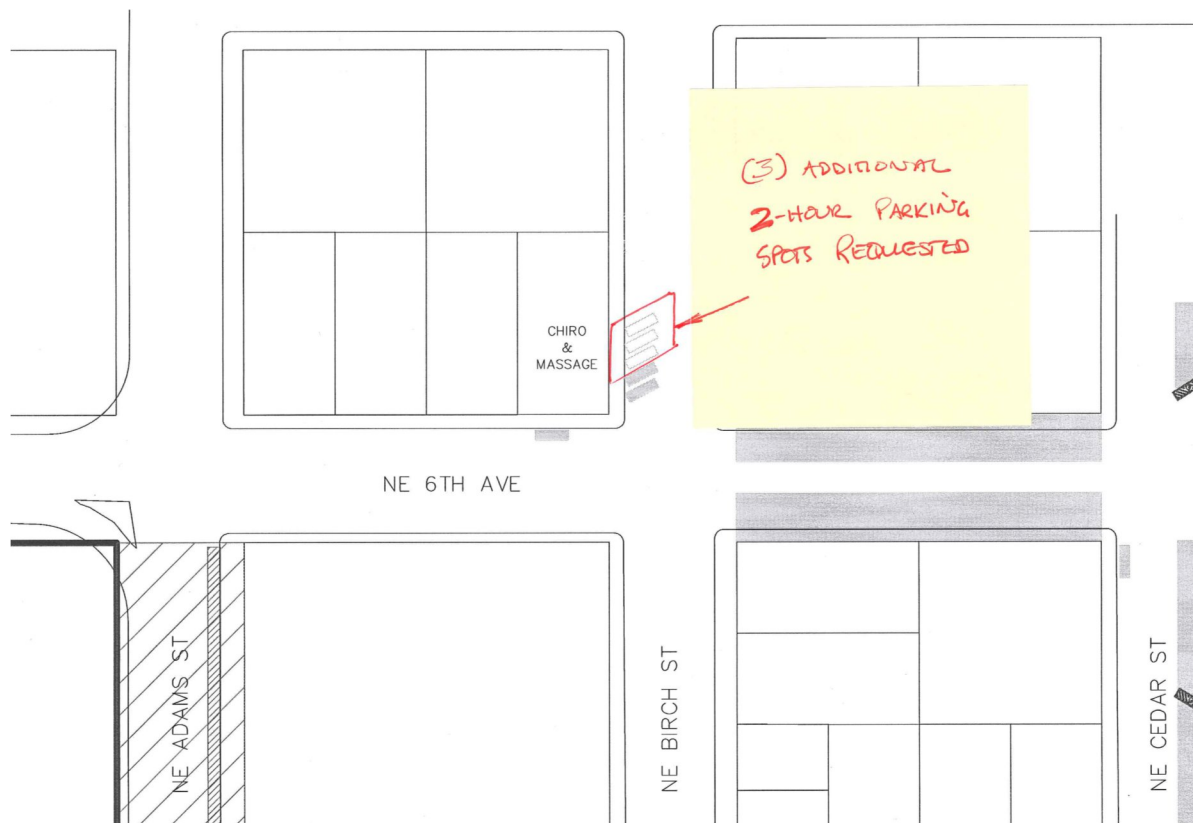 (3) ADDITIONAL
2-HOUR PARKING
SPOTS REQUESTED
CHIRO
&
MASSAGE
NE 6TH AVE
NE ADAMS ST
NE BIRCH ST
NE CEDAR ST